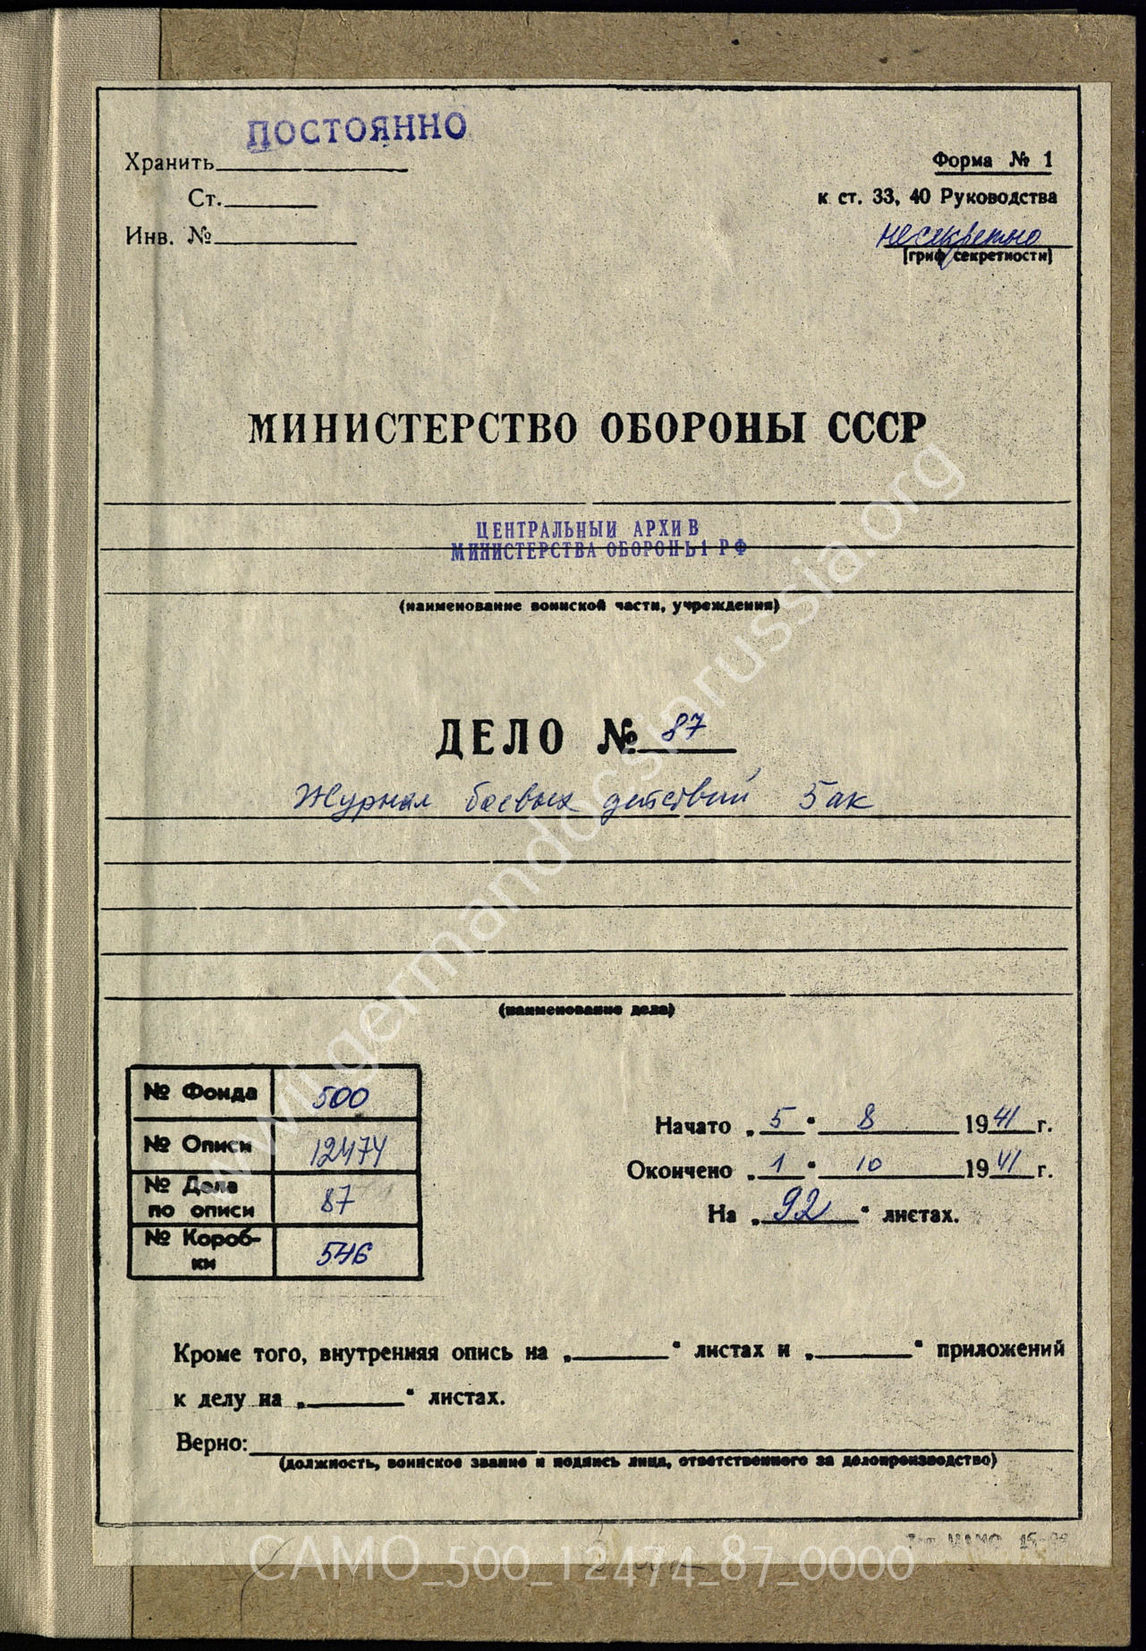 ПОСТОЯННО
Хранить
Ст.
Инв. №
Форма № 1
к ст. 33, 40 Руководства
несекретно
(гриф секретности)
МИНИСТЕРСТВО ОБОРОНЫ СССР
ЦЕНТРАЛЬНЫЙ АРХИВ
МИНИСТЕРСТВА ОБОРОНЫ РФ
(наименование воинской части, учреждения)
ДЕЛО № 87
Журнал боевых действий 5 ак
(наименование дела)
№ Фонда 500
№ Описи 12474
№ Дела
по описи 87
№ Короб-
ки 546
Начато „ 5 “ 8 1941 г.
Окончено „ 1 “ 10 1941 г.
На „ 92 “ листах.
Кроме того, внутренняя опись на „ “ листах и „ “ приложений
к делу на „ “ листах.
Верно:
(должность, воинское звание и подпись лица, ответственного за делопроизводство)
www.germandocsinrussia.org
CAMO_500_12474_87_0000